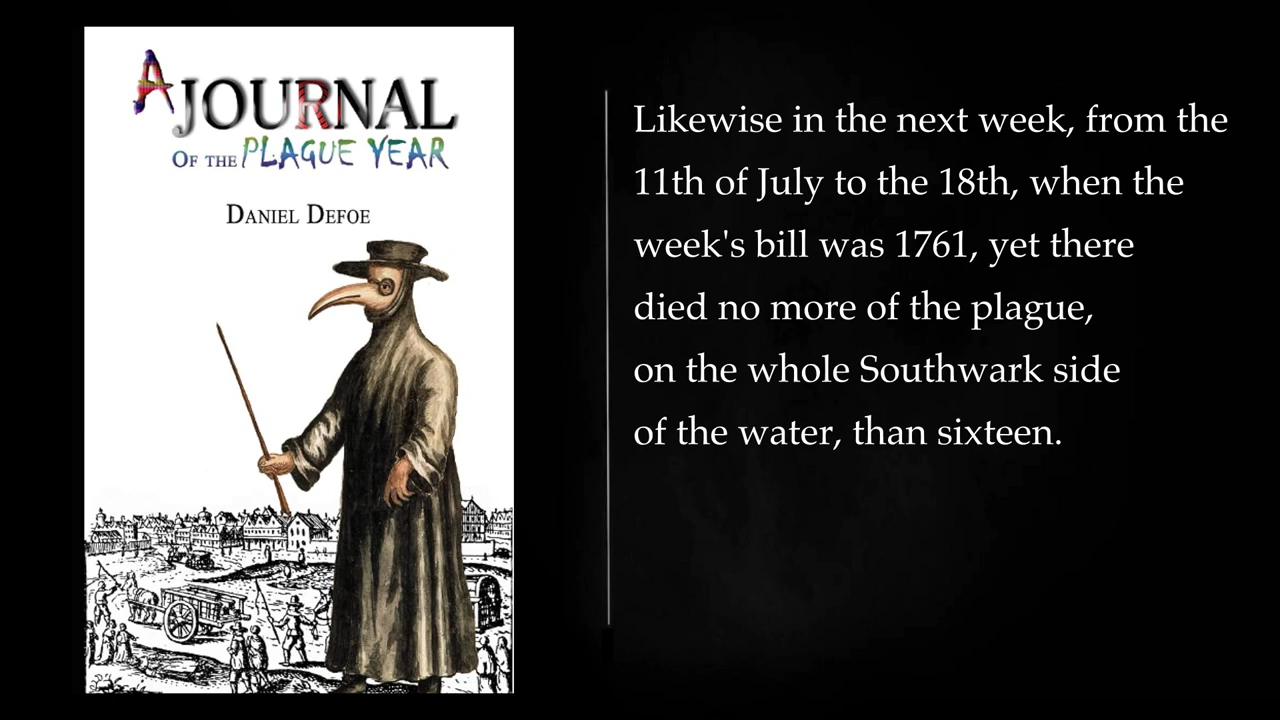 A JOURNAL
OF THE PLAGUE YEAR
DANIEL DEFOE
Likewise in the next week, from the
11th of July to the 18th, when the
week's bill was 1761, yet there
died no more of the plague,
on the whole Southwark side
of the water, than sixteen.